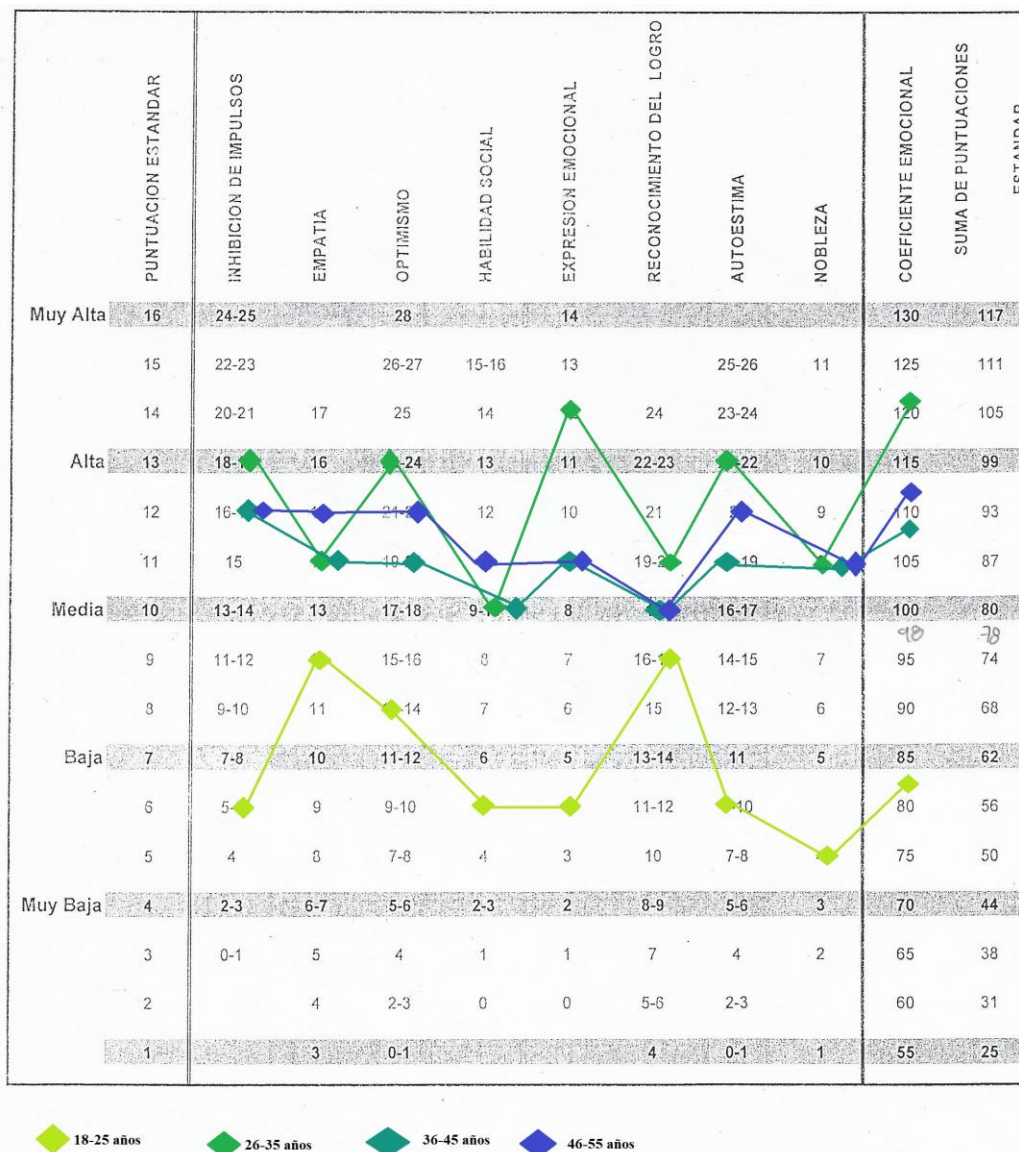 PUNTUACION ESTANDAR
INHIBICION DE IMPULSOS
EMPATIA
OPTIMISMO
HABILIDAD SOCIAL
EXPRESION EMOCIONAL
RECONOCIMIENTO DEL LOGRO
AUTOESTIMA
NOBLEZA
COEFICIENTE EMOCIONAL
SUMA DE PUNTUACIONES
ESTANDAR
Muy Alta 16 24-25 28 14 130 117
15 22-23 26-27 15-16 13 25-26 11 125 111
14 20-21 17 25 14 24 23-24 120 105
Alta 13 16 13 11 22-23 10 115 99
12 12 10 21 9 110 93
11 15 105 87
Media 10 13-14 13 17-18 8 16-17 100 80
98 78
9 11-12 15-16 8 7 14-15 7 95 74
8 9-10 11 7 6 15 12-13 6 90 68
Baja 7 7-8 10 11-12 6 5 13-14 11 5 85 62
6 9 9-10 11-12 80 56
5 4 8 7-8 4 3 10 7-8 75 50
Muy Baja 4 2-3 6-7 5-6 2-3 2 8-9 5-6 3 70 44
3 0-1 5 4 1 1 7 4 2 65 38
2 4 2-3 0 0 5-6 2-3 60 31
1 3 0-1 4 0-1 1 55 25
18-25 años 26-35 años 36-45 años 46-55 años